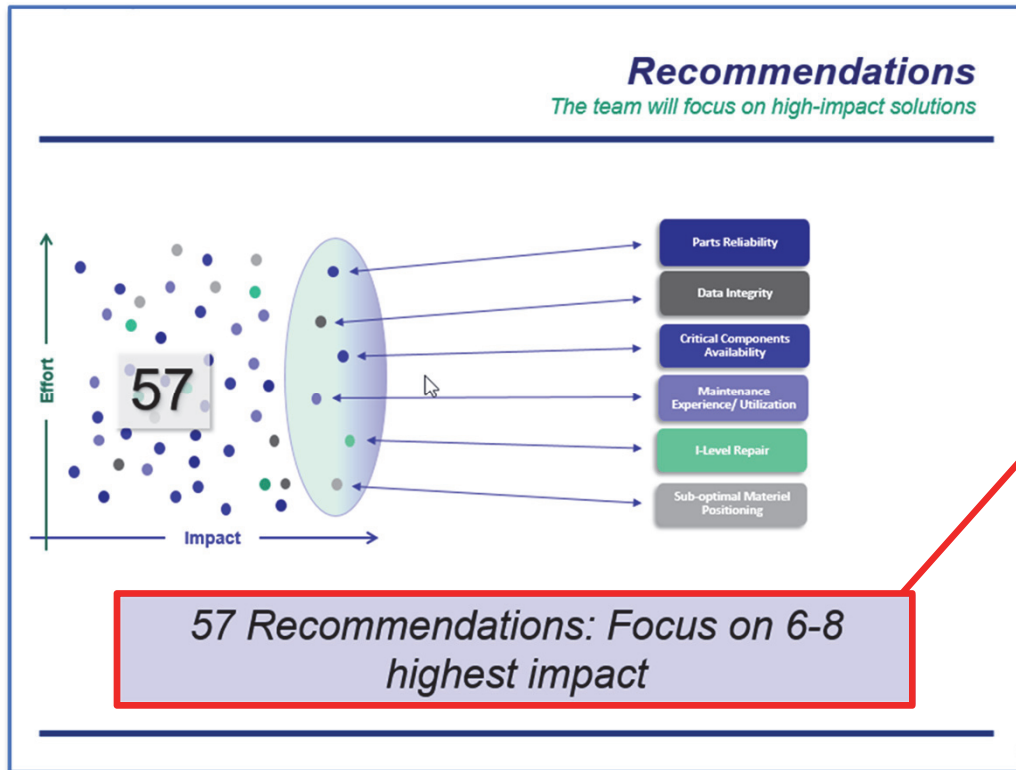 Recommendations
The team will focus on high-impact solutions
Effort
57
Impact
Parts Reliability
Data Integrity
Critical Components
Availability
Maintenance
Experience/ Utilization
I-Level Repair
Sub-optimal Materiel
Positioning
57 Recommendations: Focus on 6-8
highest impact